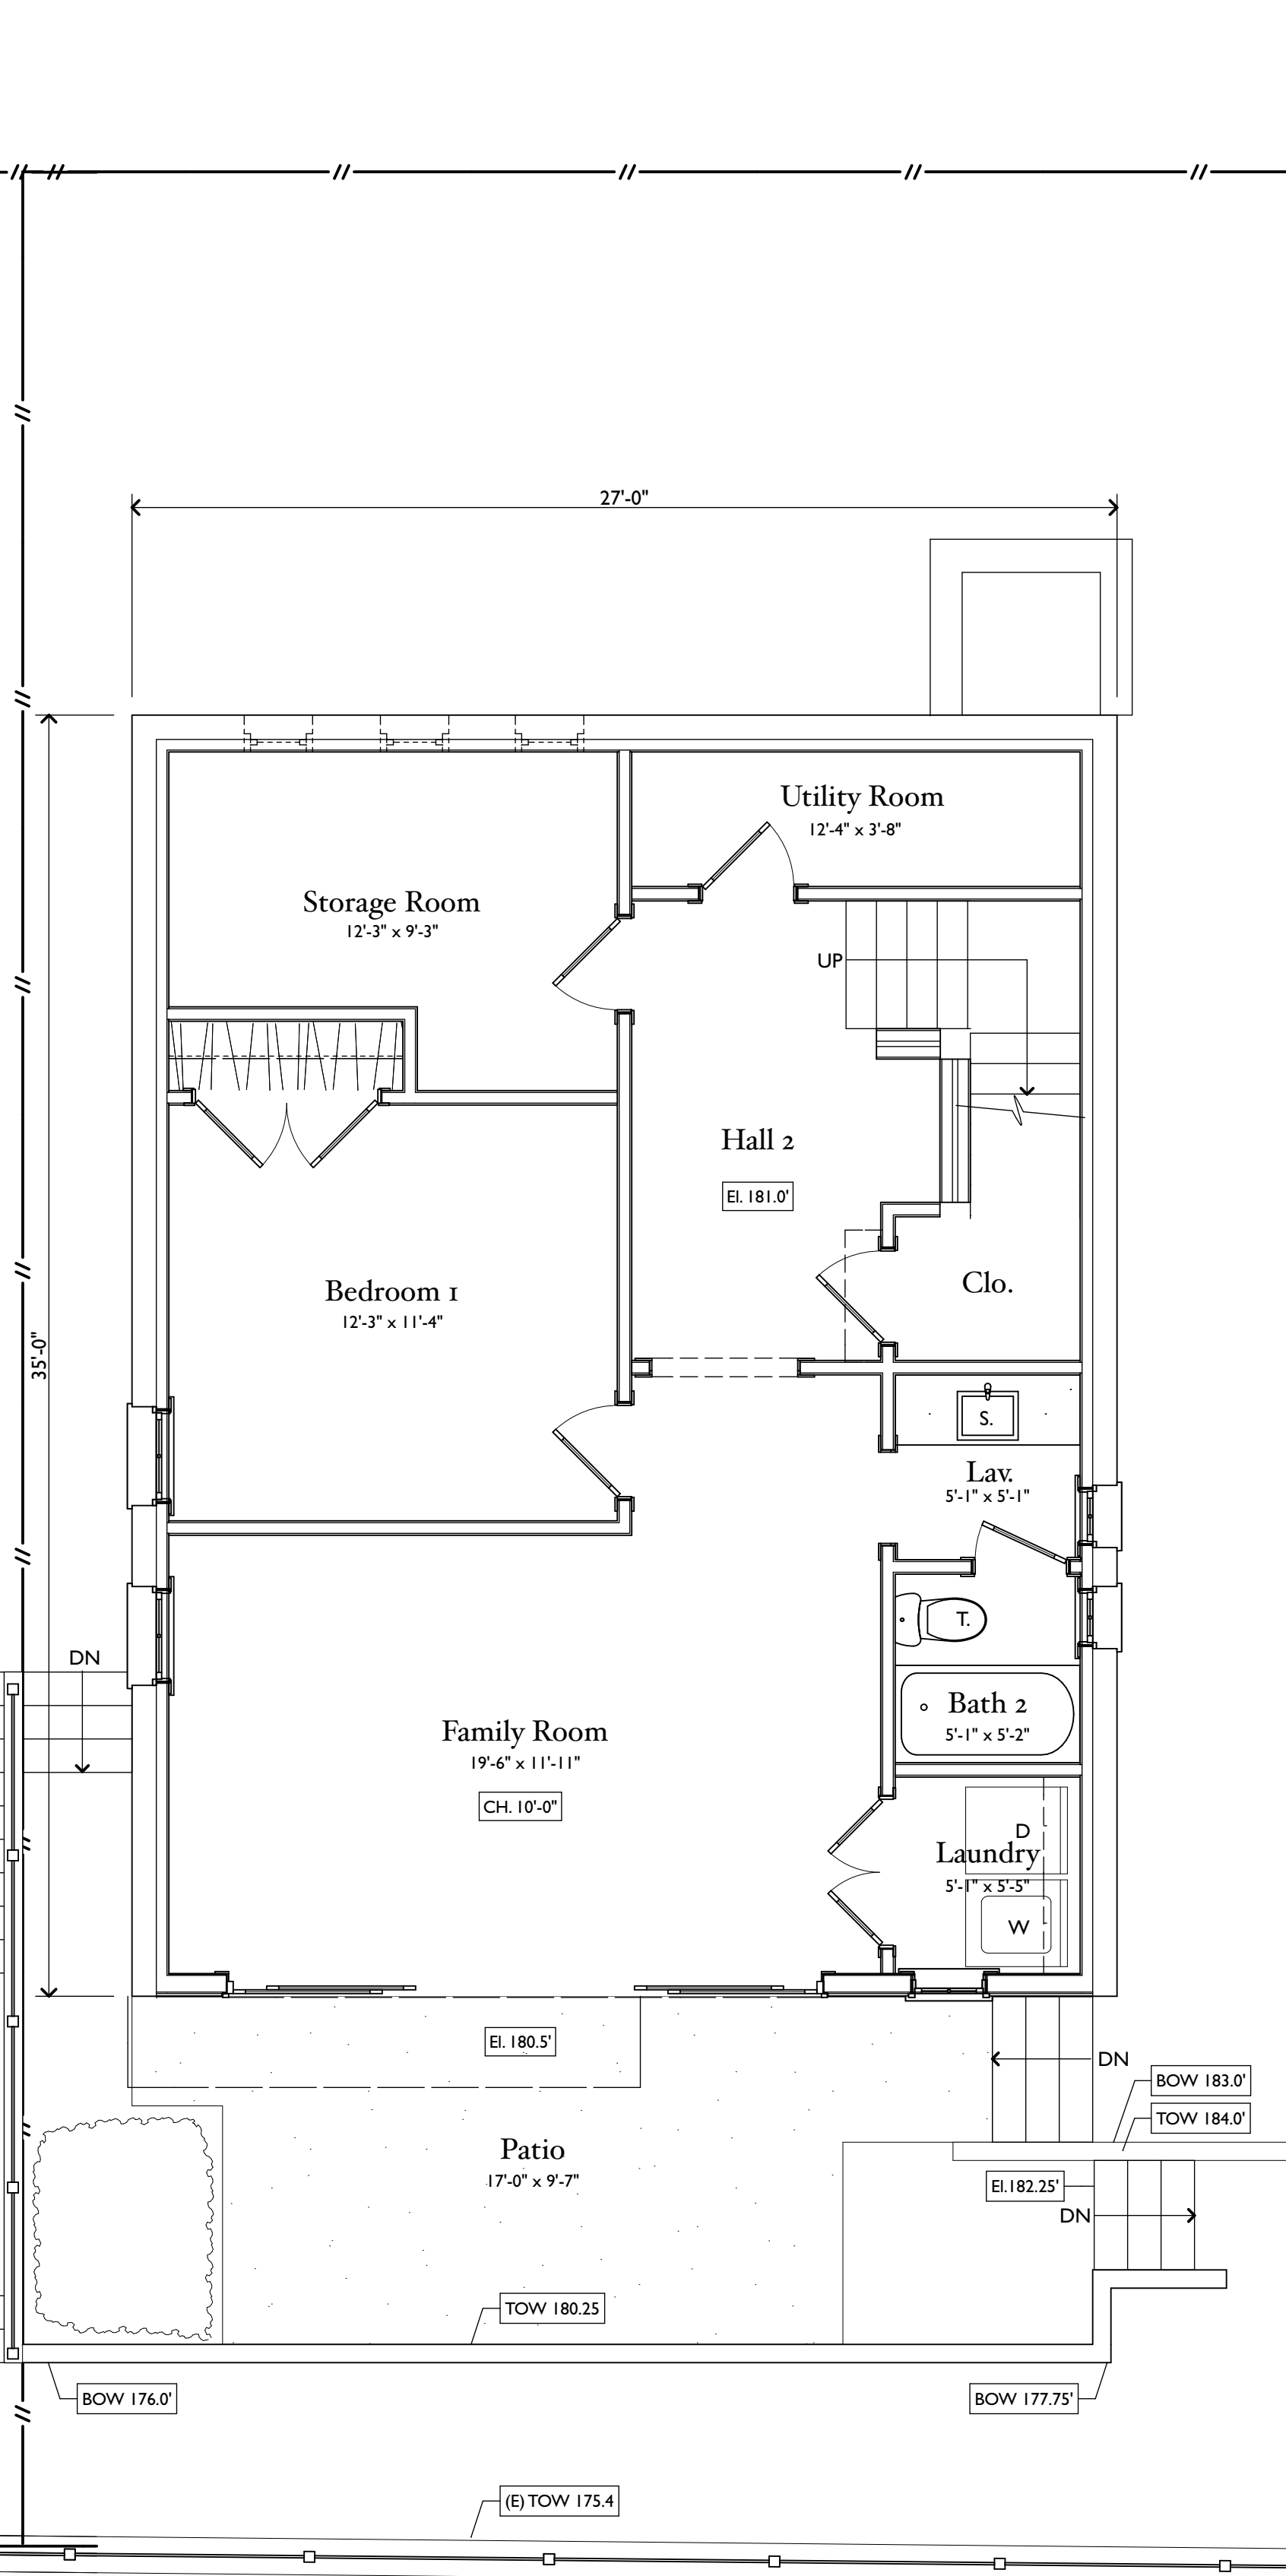 27'-0"
Utility Room
12'-4" x 3'-8"
Storage Room
12'-3" x 9'-3"
UP
Hall 2
El. 181.0'
Clo.
Bedroom 1
12'-3" x 11'-4"
35'-0"
S.
Lav.
5'-1" x 5'-1"
T.
DN
Bath 2
5'-1" x 5'-2"
Family Room
19'-6" x 11'-11"
CH. 10'-0"
D
Laundry
5'-1" x 5'-5"
W
El. 180.5'
DN
BOW 183.0'
TOW 184.0'
Patio
17'-0" x 9'-7"
El.182.25'
DN
TOW 180.25
BOW 176.0'
BOW 177.75'
(E) TOW 175.4